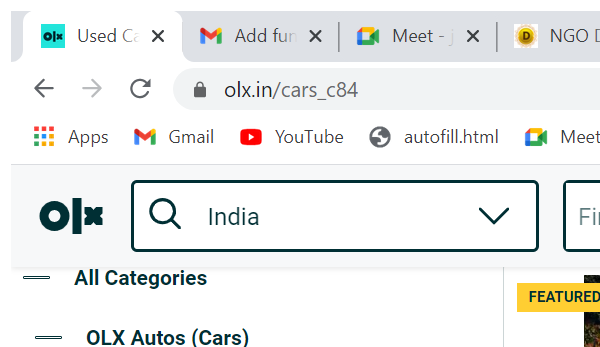 Used Ca Add fun Meet - j NGO D
olx.in/cars_c84
Apps Gmail YouTube autofill.html Meet
olx India Fi
All Categories FEATURED
OLX Autos (Cars)